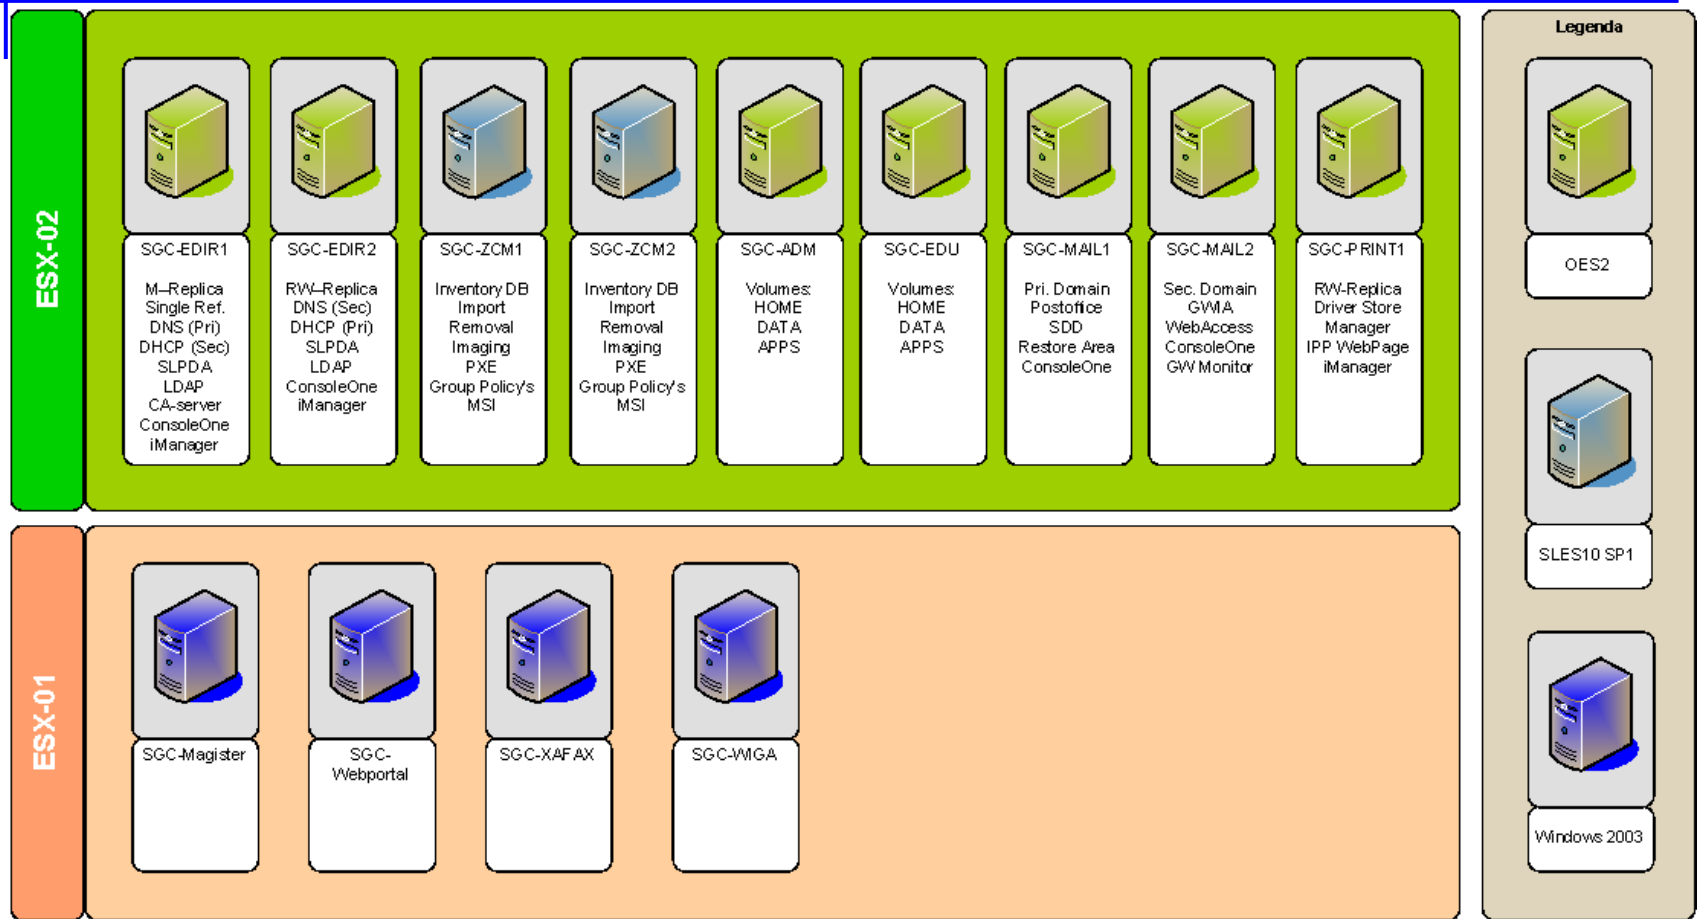 Legenda
ESX-02
SGC-EDIR1
M–Replica
Single Ref.
DNS (Pri)
DHCP (Sec)
SLPDA
LDAP
CA-server
ConsoleOne
iManager
SGC-EDIR2
RW–Replica
DNS (Sec)
DHCP (Pri)
SLPDA
LDAP
ConsoleOne
iManager
SGC-ZCM1
Inventory DB
Import
Removal
Imaging
PXE
Group Policy's
MSI
SGC-ZCM2
Inventory DB
Import
Removal
Imaging
PXE
Group Policy's
MSI
SGC-ADM
Volumes:
HOME
DATA
APPS
SGC-EDU
Volumes:
HOME
DATA
APPS
SGC-MAIL1
Pri. Domain
Postoffice
SDD
Restore Area
ConsoleOne
SGC-MAIL2
Sec. Domain
GWIA
WebAccess
ConsoleOne
GW Monitor
SGC-PRINT1
RW-Replica
Driver Store
Manager
IPP WebPage
iManager
OES2
SLES10 SP1
Windows 2003
ESX-01
SGC-Magister
SGC-
Webportal
SGC-XAFAX
SGC-WIGA